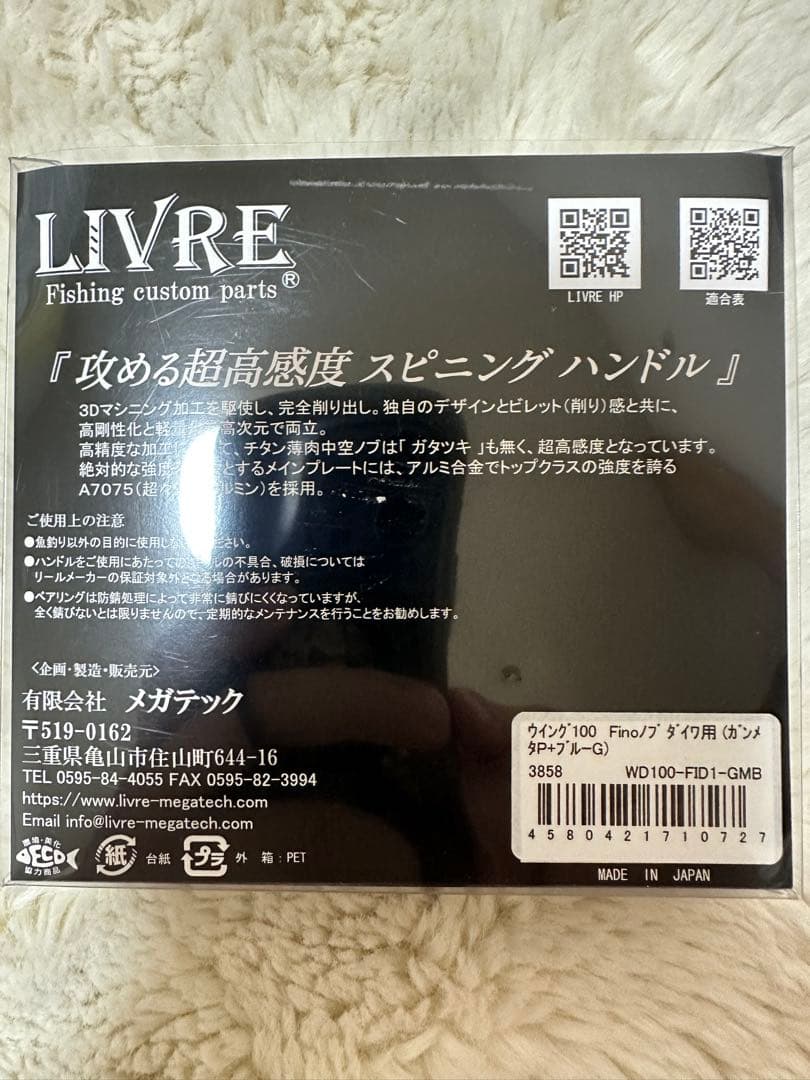 LIVRE
Fishing custom parts®
LIVRE HP
適合表
『 攻める超高感度 スピニング ハンドル 』
3Dマシニング加工を駆使し、完全削り出し。独自のデザインとビレット(削り)感と共に、
高剛性化と軽 高次元で両立。
高精度な加工に て、チタン薄肉中空ノブは「 ガタツキ 」も無く、超高感度となっています。
絶対的な強度 とするメインプレートには、アルミ合金でトップクラスの強度を誇る
A7075(超 ルミン)を採用。
ご使用上の注意
●魚釣り以外の目的に使用し ださい。
●ハンドルをご使用にあたっての ルの不具合、破損については
リールメーカーの保証対象外となる場合があります。
●ベアリングは防錆処理によって非常に錆びにくくなっていますが、
全く錆びないとは限りませんので、定期的なメンテナンスを行うことをお勧めします。
〈企画・製造・販売元〉
有限会社 メガテック
〒519-0162
三重県亀山市住山町644-16
TEL 0595-84-4055 FAX 0595-82-3994
https://www.livre-megatech.com
Email info@livre-megatech.com
環境・美化
ECO
協力商品
紙 台紙 プラ 外 箱:PET
ウイング100 Finoノブ ダイワ用 (ガンメ
タP+ブルーG)
3858 WD100-FID1-GMB
4580421710727
MADE IN JAPAN